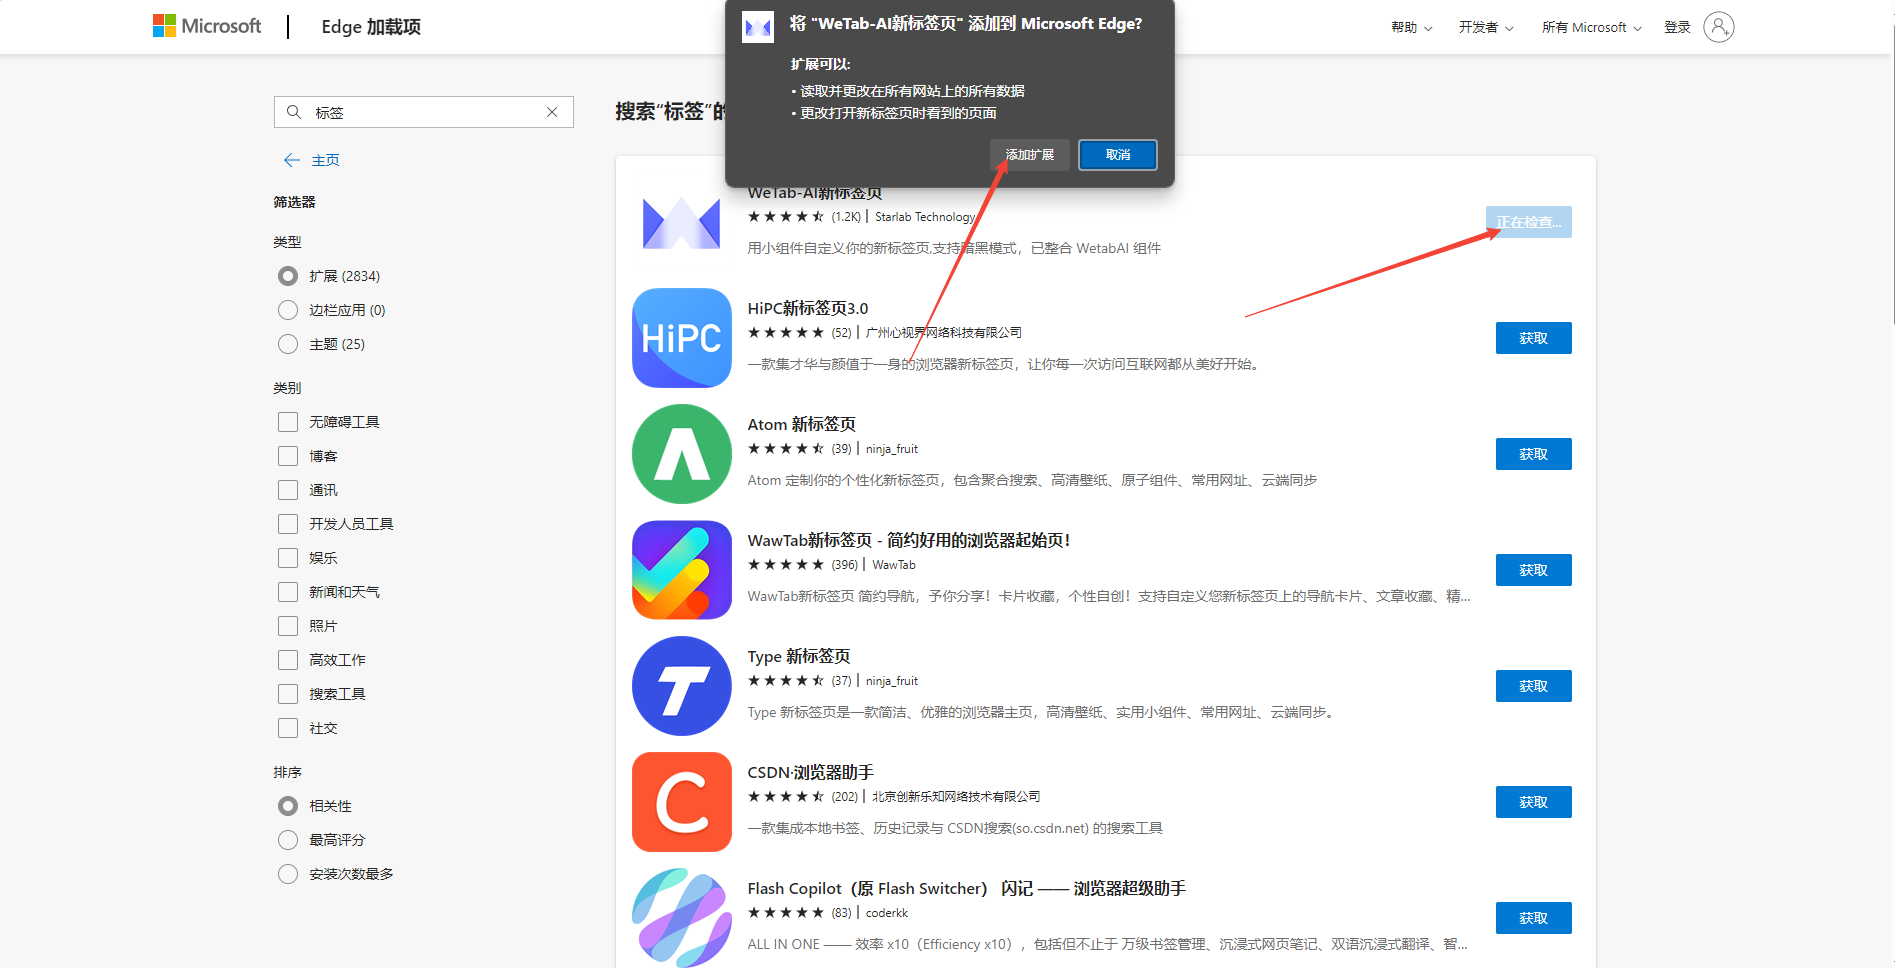 Microsoft
Edge 加载项
帮助
开发者
所有 Microsoft
登录
将 "WeTab-AI新标签页" 添加到 Microsoft Edge?
扩展可以:
• 读取并更改在所有网站上的所有数据
• 更改打开新标签页时看到的页面
添加扩展
取消
标签
主页
筛选器
类型
扩展 (2834)
边栏应用 (0)
主题 (25)
类别
无障碍工具
博客
通讯
开发人员工具
娱乐
新闻和天气
照片
高效工作
搜索工具
社交
排序
相关性
最高评分
安装次数最多
搜索“标签”的
WeTab-AI新标签页
(1.2K) | Starlab Technology
用小组件自定义你的新标签页,支持暗黑模式，已整合 WetabAI 组件
正在检查...
HiPC
HiPC新标签页3.0
(52) | 广州心视界网络科技有限公司
一款集才华与颜值于一身的浏览器新标签页，让你每一次访问互联网都从美好开始。
获取
Atom 新标签页
(39) | ninja_fruit
Atom 定制你的个性化新标签页，包含聚合搜索、高清壁纸、原子组件、常用网址、云端同步
获取
WawTab新标签页 - 简约好用的浏览器起始页！
(396) | WawTab
WawTab新标签页 简约导航，予你分享！卡片收藏，个性自创！支持自定义您新标签页上的导航卡片、文章收藏、精...
获取
T
Type 新标签页
(37) | ninja_fruit
Type 新标签页是一款简洁、优雅的浏览器主页，高清壁纸、实用小组件、常用网址、云端同步。
获取
C
CSDN·浏览器助手
(202) | 北京创新乐知网络技术有限公司
一款集成本地书签、历史记录与 CSDN搜索(so.csdn.net) 的搜索工具
获取
Flash Copilot（原 Flash Switcher） 闪记 —— 浏览器超级助手
(83) | coderkk
ALL IN ONE —— 效率 x10（Efficiency x10），包括但不止于 万级书签管理、沉浸式网页笔记、双语沉浸式翻译、智...
获取